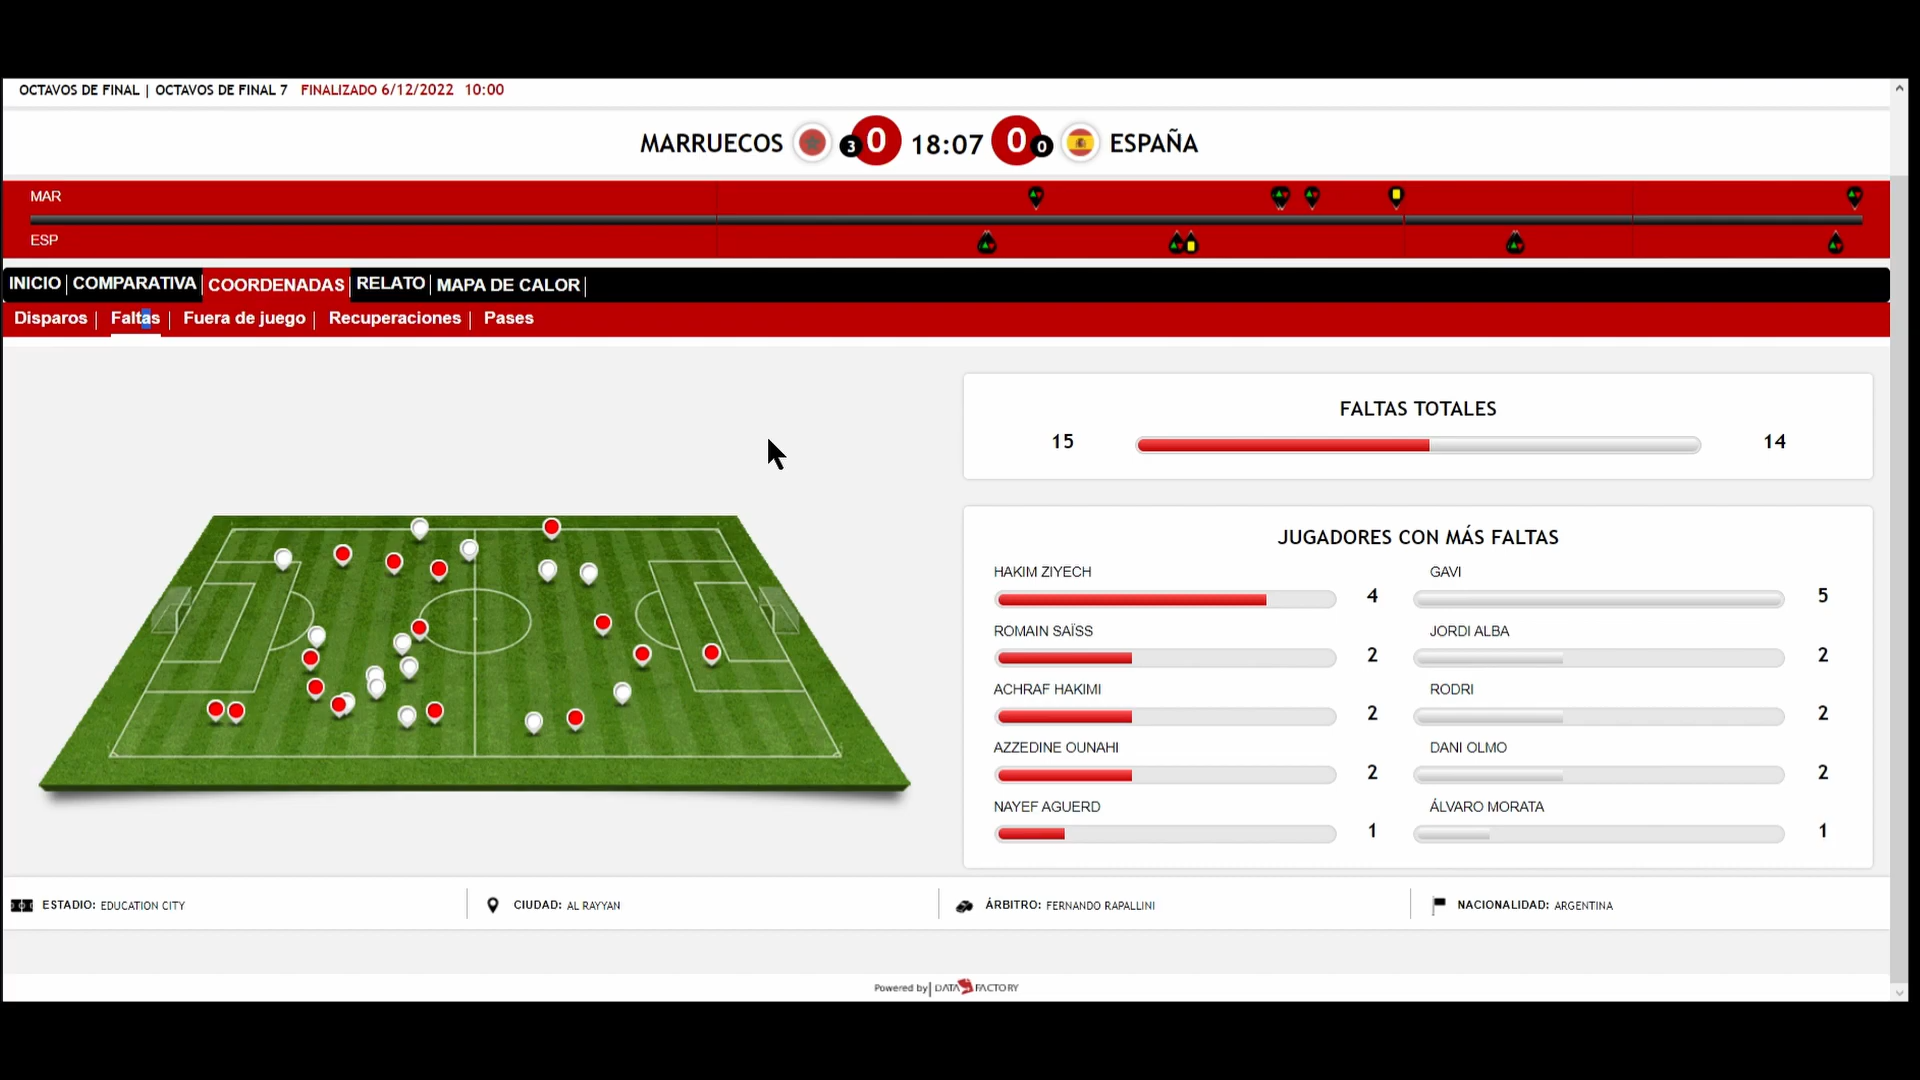 OCTAVOS DE FINAL | OCTAVOS DE FINAL 7 FINALIZADO 6/12/2022 10:00
MARRUECOS 3 0 18:07 0 0 ESPAÑA
MAR
ESP
INICIO | COMPARATIVA | COORDENADAS | RELATO | MAPA DE CALOR |
Disparos | Faltas | Fuera de juego | Recuperaciones | Pases
FALTAS TOTALES
15 14
JUGADORES CON MÁS FALTAS
HAKIM ZIYECH 4 GAVI 5
ROMAIN SAÏSS 2 JORDI ALBA 2
ACHRAF HAKIMI 2 RODRI 2
AZZEDINE OUNAHI 2 DANI OLMO 2
NAYEF AGUERD 1 ÁLVARO MORATA 1
ESTADIO: EDUCATION CITY CIUDAD: AL RAYYAN ÁRBITRO: FERNANDO RAPALLINI NACIONALIDAD: ARGENTINA
Powered by | DATA FACTORY